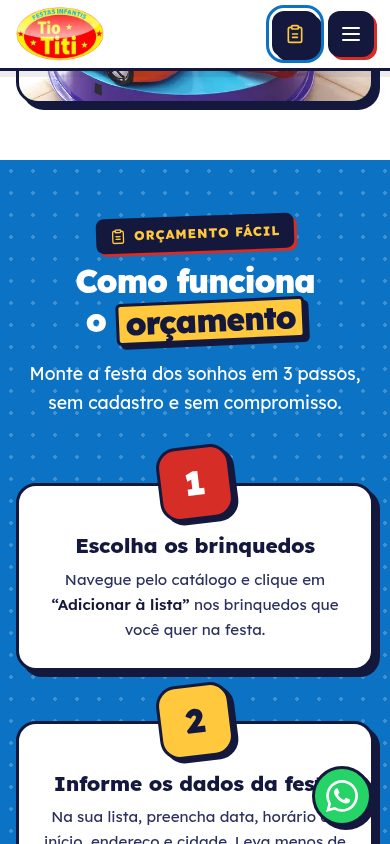 FESTAS INFANTIS
Tio
Titi
ORÇAMENTO FÁCIL
Como funciona
o orçamento
Monte a festa dos sonhos em 3 passos,
sem cadastro e sem compromisso.
1
Escolha os brinquedos
Navegue pelo catálogo e clique em
“Adicionar à lista” nos brinquedos que
você quer na festa.
2
Informe os dados da
Na sua lista, preencha data, horário
início, endereço e cidade. Leva menos de